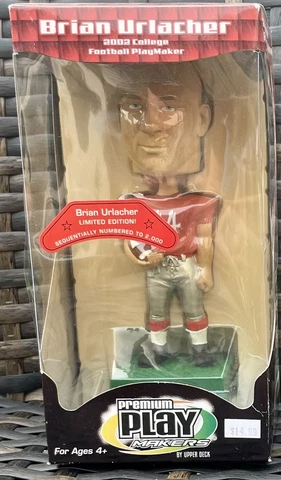 Brian Urlacher
2002 College
Football PlayMaker
Brian Urlacher
LIMITED EDITION!
SEQUENTIALLY NUMBERED TO 2,000
Premium
PLAY
MAKERS
For Ages 4+
BY UPPER DECK